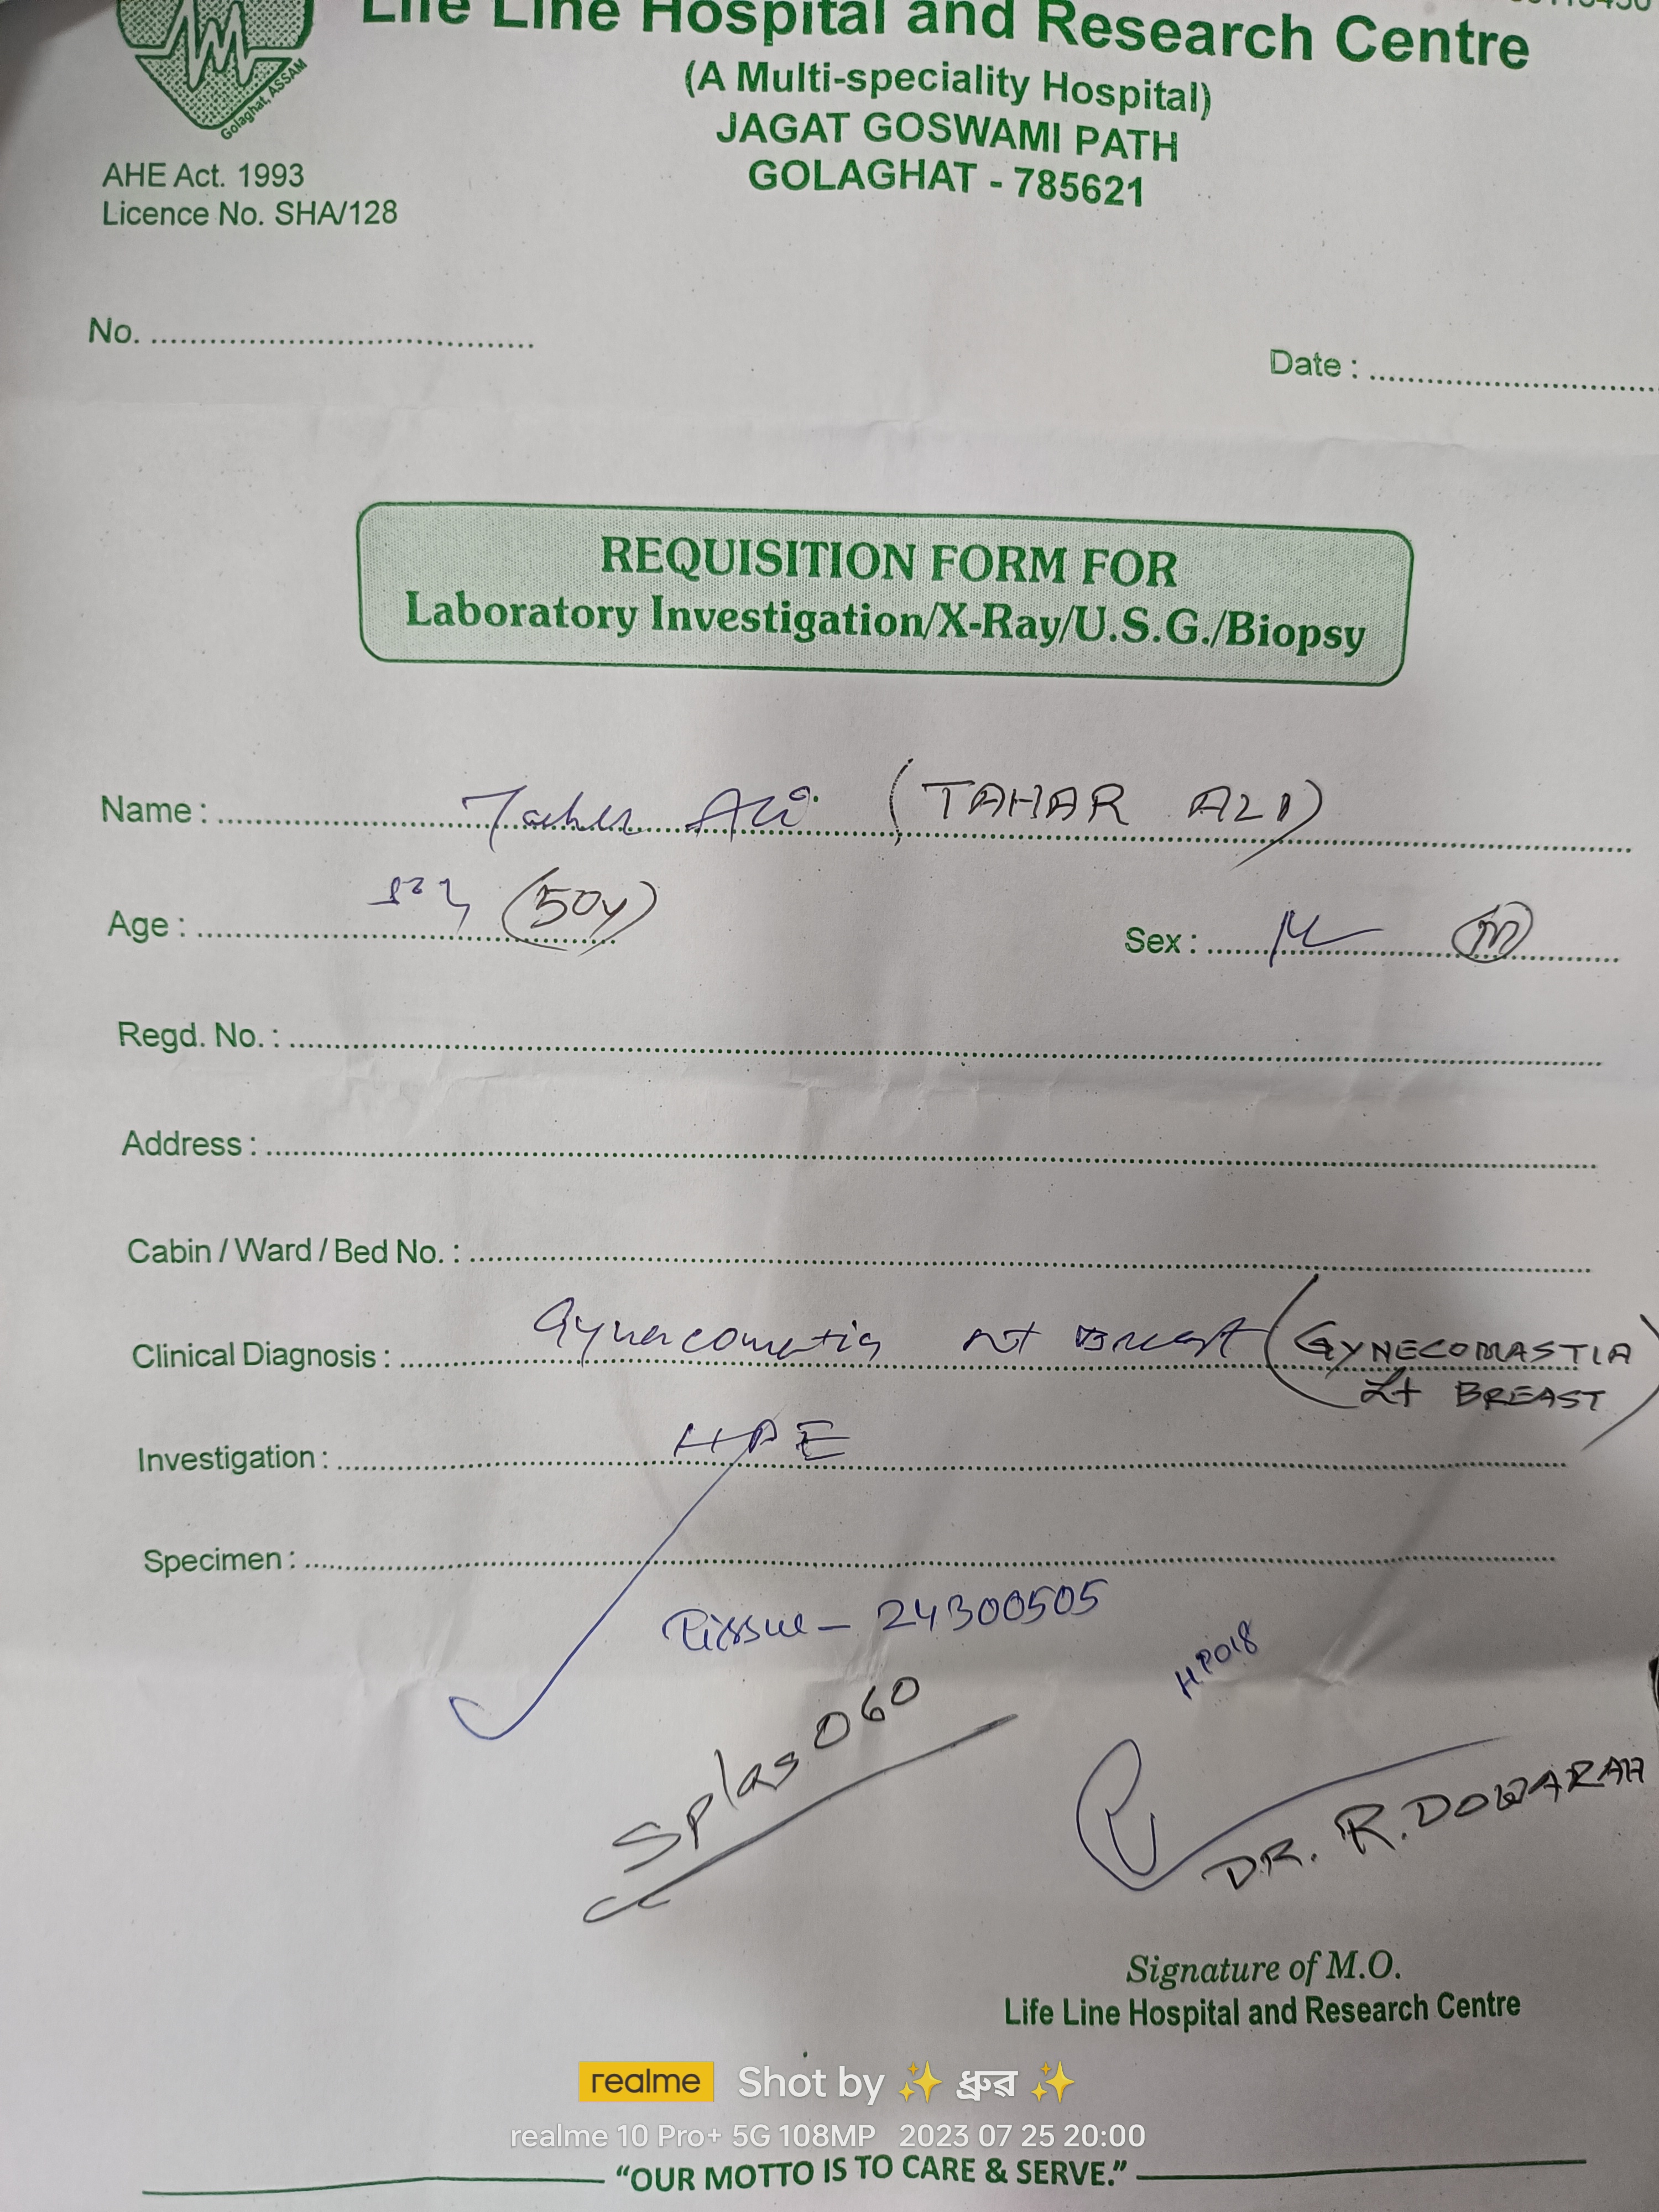 Life Line Hospital and Research Centre
(A Multi-speciality Hospital)
JAGAT GOSWAMI PATH
GOLAGHAT - 785621
Golaghat, ASSAM
AHE Act. 1993
Licence No. SHA/128
No. ........................................
Date : ..............................
REQUISITION FORM FOR
Laboratory Investigation/X-Ray/U.S.G./Biopsy
Name : Taher Ali (TAHAR ALI)
Age : 50y (50y) Sex : M (M)
Regd. No. :
Address :
Cabin / Ward / Bed No. :
Clinical Diagnosis : Gynaecomastia Breast (GYNECOMASTIA
Lt BREAST)
Investigation : HPE
Specimen :
Tissue - 24300505
HP018
Splas060
DR. R. DOWARAH
Signature of M.O.
Life Line Hospital and Research Centre
realme Shot by ✨ ধ্রুৱ ✨
realme 10 Pro+ 5G 108MP 2023 07 25 20:00
“OUR MOTTO IS TO CARE & SERVE.”